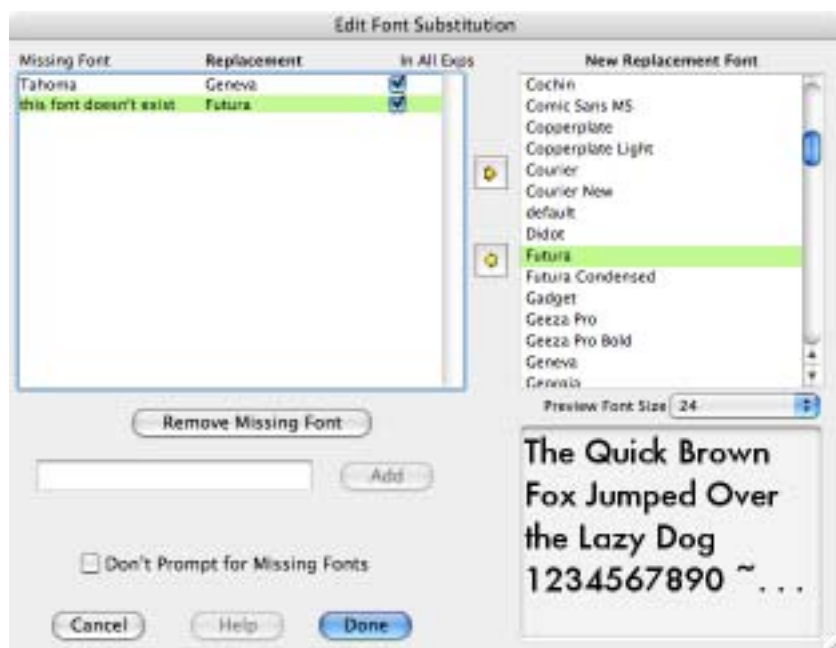 Edit Font Substitution
Missing Font Replacement In All Exps
Tahoma Geneva
this font doesn't exist Futura
Remove Missing Font
Add
Don't Prompt for Missing Fonts
Cancel Help Done
New Replacement Font
Cochin
Comic Sans MS
Copperplate
Copperplate Light
Courier
Courier New
default
Didot
Futura
Futura Condensed
Gadget
Geeza Pro
Geeza Pro Bold
Geneva
Georgia
Preview Font Size 24
The Quick Brown
Fox Jumped Over
the Lazy Dog
1234567890 ~...